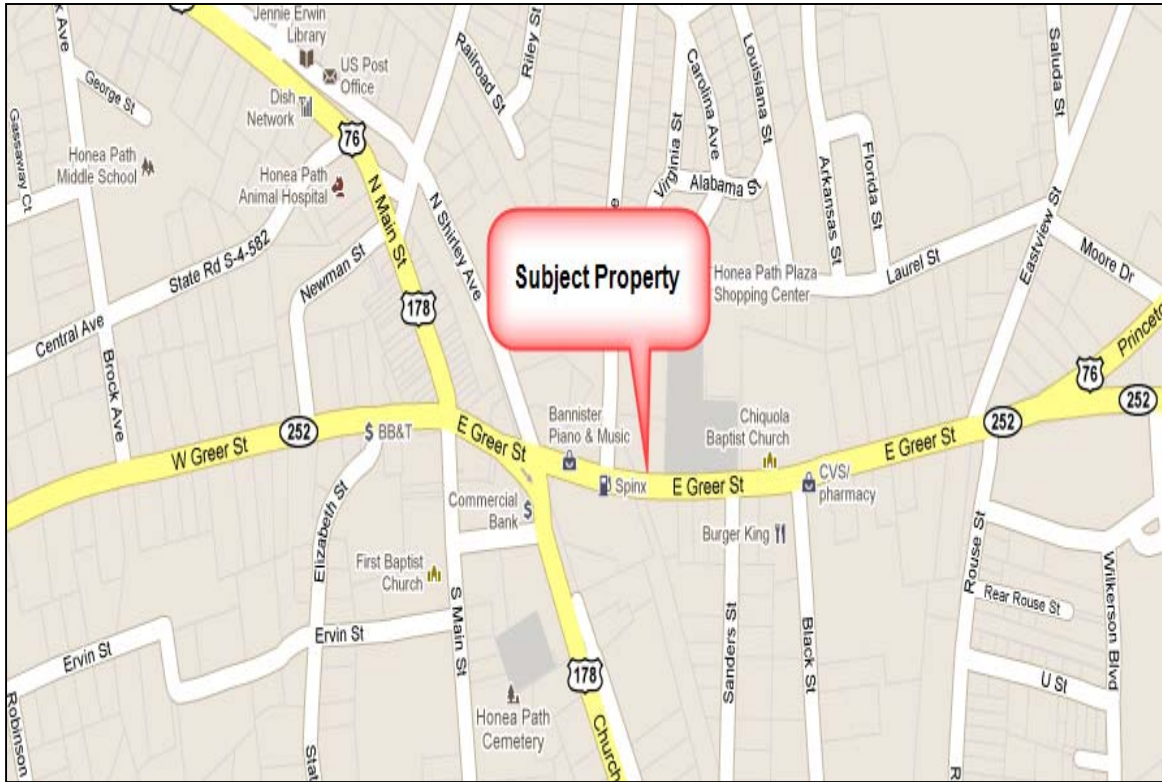 Jennie Erwin
Library
US Post
Office
Dish
Network
76
k Ave
George St
Gassaway Ct
Honea Path
Middle School
Honea Path
Animal Hospital
N Main St
State Rd S-4-582
Newman St
Central Ave
Brock Ave
178
N Shirley Ave
Railroad St
Riley St
Virginia St
Carolina Ave
Louisiana St
Alabama St
Arkansas St
Florida St
Saluda St
Eastview St
Laurel St
Moore Dr
Honea Path Plaza
Shopping Center
Subject Property
e
W Greer St
252
$ BB&T
E Greer St
Bannister
Piano & Music
Spinx
E Greer St
Chiquola
Baptist Church
CVS/
pharmacy
E Greer St
252
76
Princeto
252
Commercial
Bank
$
Burger King
Elizabeth St
First Baptist
Church
S Main St
Ervin St
Ervin St
Robinson
Stat
Honea Path
Cemetery
178
Church
Sanders St
Black St
Rouse St
Rear Rouse St
Wilkerson Blvd
U St
R